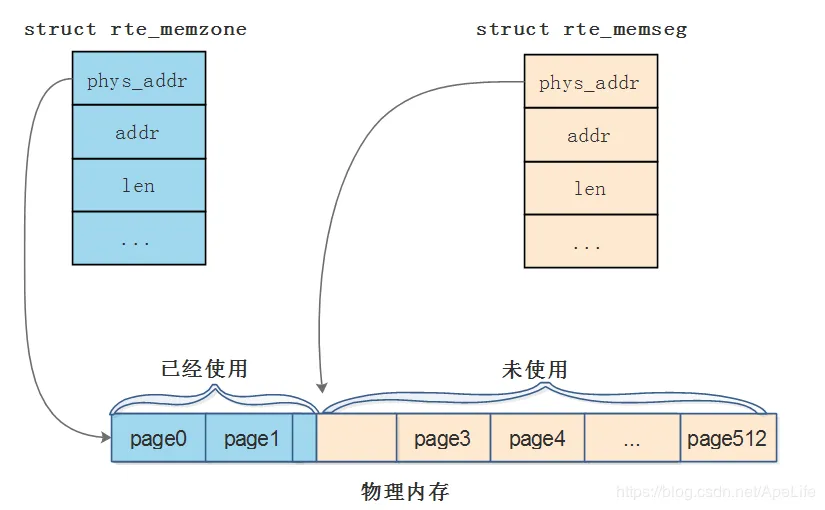 struct rte_memzone
struct rte_memseg
phys_addr
addr
len
...
phys_addr
addr
len
...
已经使用
未使用
page0 page1 page3 page4 ... page512
物理内存
https://blog.csdn.net/ApeLife